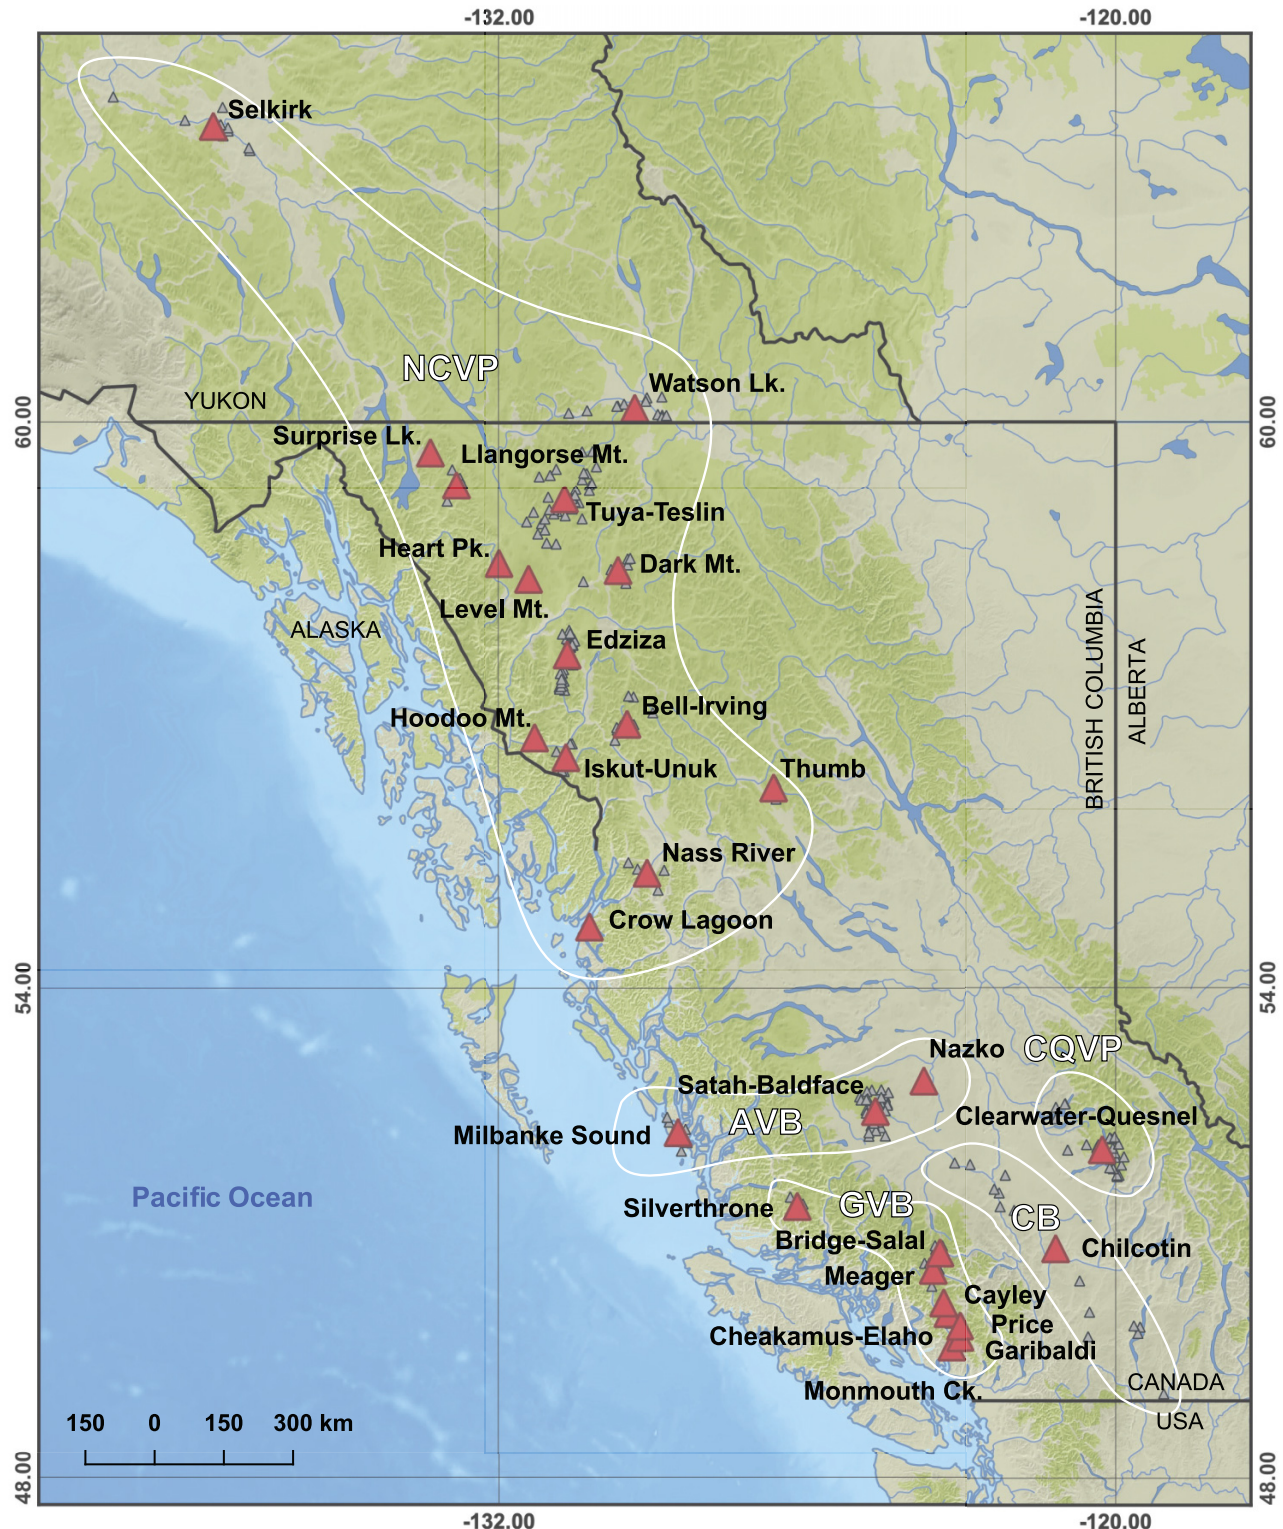 -132.00
-120.00
Selkirk
NCVP
Watson Lk.
YUKON
60.00
60.00
Surprise Lk.
Llangorse Mt.
Tuya-Teslin
Heart Pk.
Dark Mt.
Level Mt.
ALASKA
Edziza
BRITISH COLUMBIA
ALBERTA
Bell-Irving
Hoodoo Mt.
Iskut-Unuk
Thumb
Nass River
Crow Lagoon
54.00
54.00
Nazko
CQVP
Satah-Baldface
Clearwater-Quesnel
AVB
Milbanke Sound
Pacific Ocean
Silverthrone
GVB
CB
Bridge-Salal
Chilcotin
Meager
Cayley
Price
Cheakamus-Elaho
Garibaldi
Monmouth Ck.
CANADA
USA
150 0 150 300 km
48.00
48.00
-132.00
-120.00